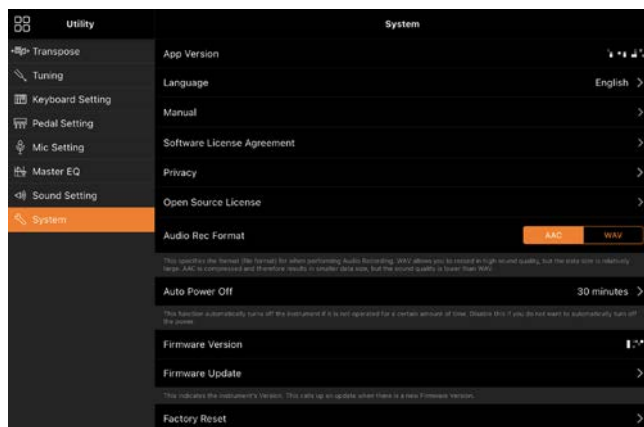 Utility
System
Transpose
Tuning
Keyboard Setting
Pedal Setting
Mic Setting
Master EQ
Sound Setting
System
App Version
Language English
Manual
Software License Agreement
Privacy
Open Source License
Audio Rec Format AAC WAV
This specifies the format (file format) for when performing Audio Recording. WAV allows you to record in high sound quality, but the data size is relatively
large. AAC is compressed and therefore results in smaller data size, but the sound quality is lower than WAV.
Auto Power Off 30 minutes
This function automatically turns off the instrument if it is not operated for a certain amount of time. Disable this if you do not want to automatically turn off
the power.
Firmware Version
Firmware Update
This indicates the instrument's Version. This calls up an update when there is a new Firmware Version.
Factory Reset